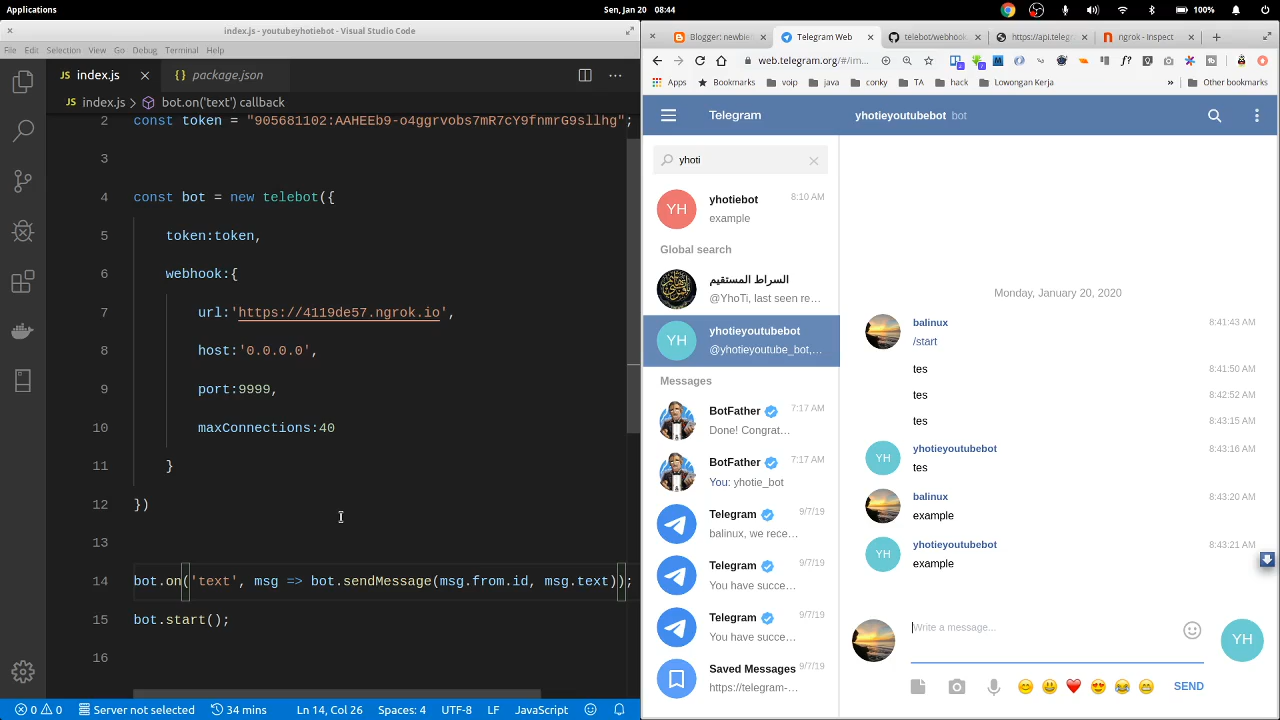 Applications
Sen, Jan 20 08:44
100%
index.js - youtubeyhotiebot - Visual Studio Code
File Edit Selection View Go Debug Terminal Help
index.js
package.json
index.js > bot.on('text') callback
2 const token = "905681102:AAHEEb9-o4ggrvobs7mR7cY9fnmrG9sllhg";
3
4 const bot = new telebot({
5 token:token,
6 webhook:{
7 url:'https://4119de57.ngrok.io',
8 host:'0.0.0.0',
9 port:9999,
10 maxConnections:40
11 }
12 })
13
14 bot.on('text', msg => bot.sendMessage(msg.from.id, msg.text));
15 bot.start();
16
0 0 Server not selected 34 mins Ln 14, Col 26 Spaces: 4 UTF-8 LF JavaScript
Blogger: newbie
Telegram Web
telebot/webhook
https://api.teleg
ngrok - Inspect
web.telegram.org/#/im...
Apps Bookmarks voip java conky TA hack Lowongan Kerja » Other bookmarks
Telegram
yhotieyoutubebot bot
yhoti
yhotiebot 8:10 AM
example
Global search
السراط المستقيم
@YhoTi, last seen re...
yhotieyoutubebot
@yhotieyoutube_bot,...
Messages
BotFather 7:17 AM
Done! Congrat...
BotFather 7:17 AM
You: yhotie_bot
Telegram 9/7/19
balinux, we rece...
Telegram 9/7/19
You have succe...
Telegram 9/7/19
You have succe...
Saved Messages 9/7/19
https://telegram-...
Monday, January 20, 2020
balinux 8:41:43 AM
/start
tes 8:41:50 AM
tes 8:42:52 AM
tes 8:43:15 AM
YH
yhotieyoutubebot 8:43:16 AM
tes
balinux 8:43:20 AM
example
YH
yhotieyoutubebot 8:43:21 AM
example
Write a message...
YH
SEND